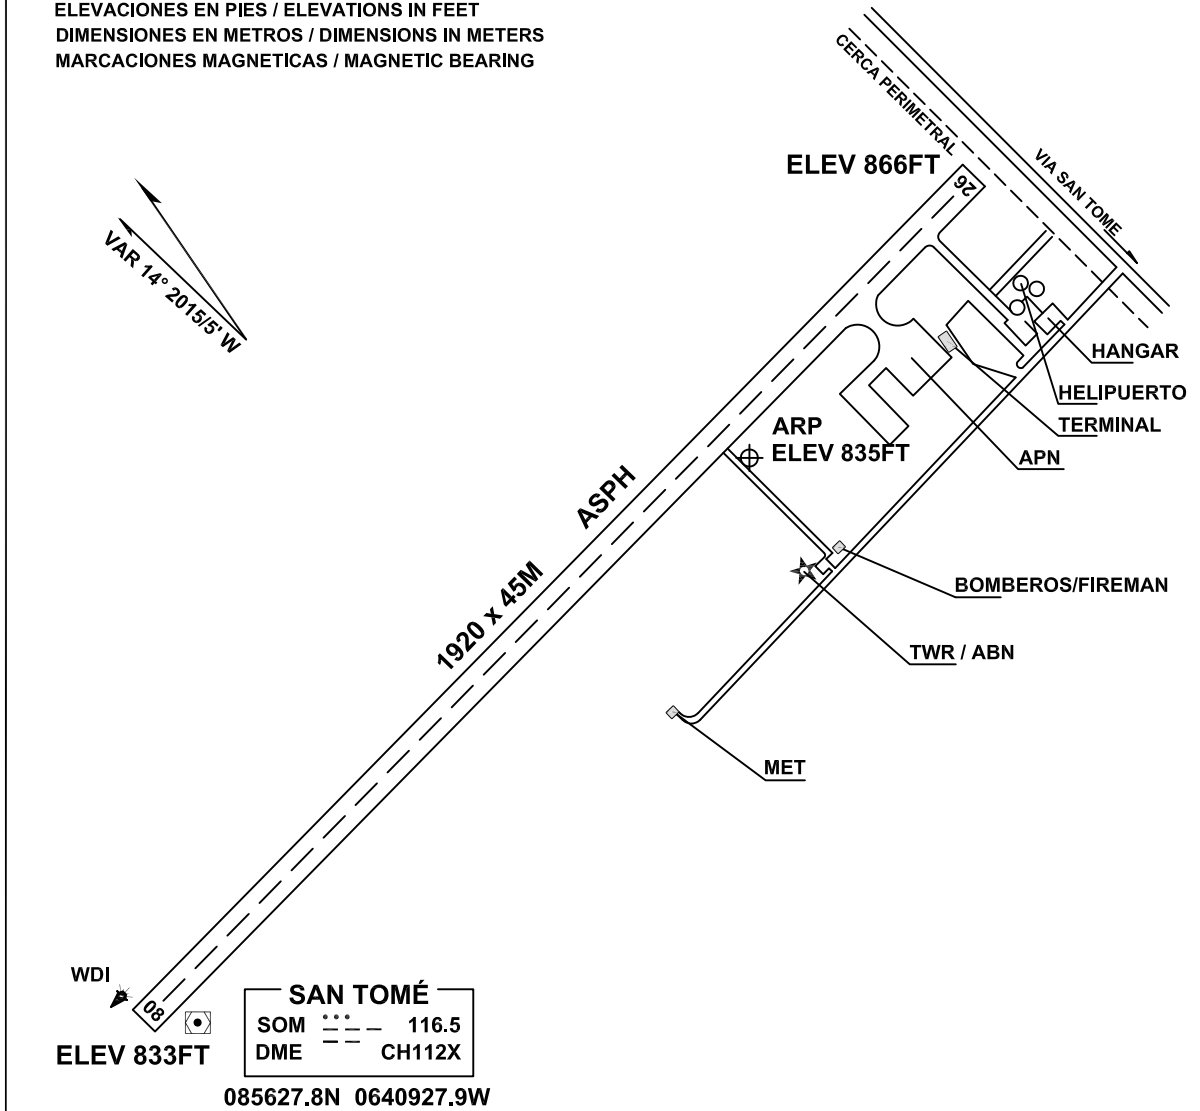 ELEVACIONES EN PIES / ELEVATIONS IN FEET
DIMENSIONES EN METROS / DIMENSIONS IN METERS
MARCACIONES MAGNETICAS / MAGNETIC BEARING
CERCA PERIMETRAL
VIA SAN TOME
ELEV 866FT
26
VAR 14° 2015/5' W
HANGAR
HELIPUERTO
TERMINAL
APN
ARP
ELEV 835FT
ASPH
1920 x 45M
BOMBEROS/FIREMAN
TWR / ABN
MET
WDI
08
ELEV 833FT
SAN TOMÉ
SOM 116.5
DME CH112X
085627.8N 0640927.9W